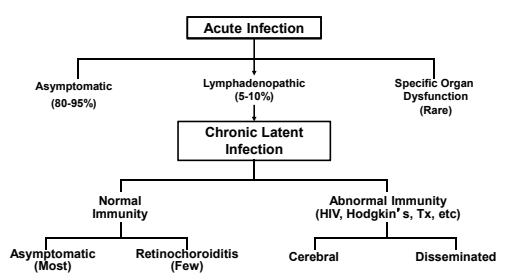 Acute Infection
Asymptomatic
(80-95%)
Lymphadenopathic
(5-10%)
Specific Organ
Dysfunction
(Rare)
Chronic Latent
Infection
Normal
Immunity
Abnormal Immunity
(HIV, Hodgkin's, Tx, etc)
Asymptomatic
(Most)
Retinochoroiditis
(Few)
Cerebral
Disseminated